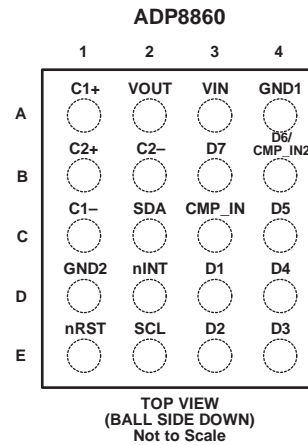 ADP8860
1 2 3 4
C1+ VOUT VIN GND1
A
D6/
C2+ C2– D7 CMP_IN2
B
C1– SDA CMP_IN D5
C
GND2 nINT D1 D4
D
nRST SCL D2 D3
E
TOP VIEW
(BALL SIDE DOWN)
Not to Scale